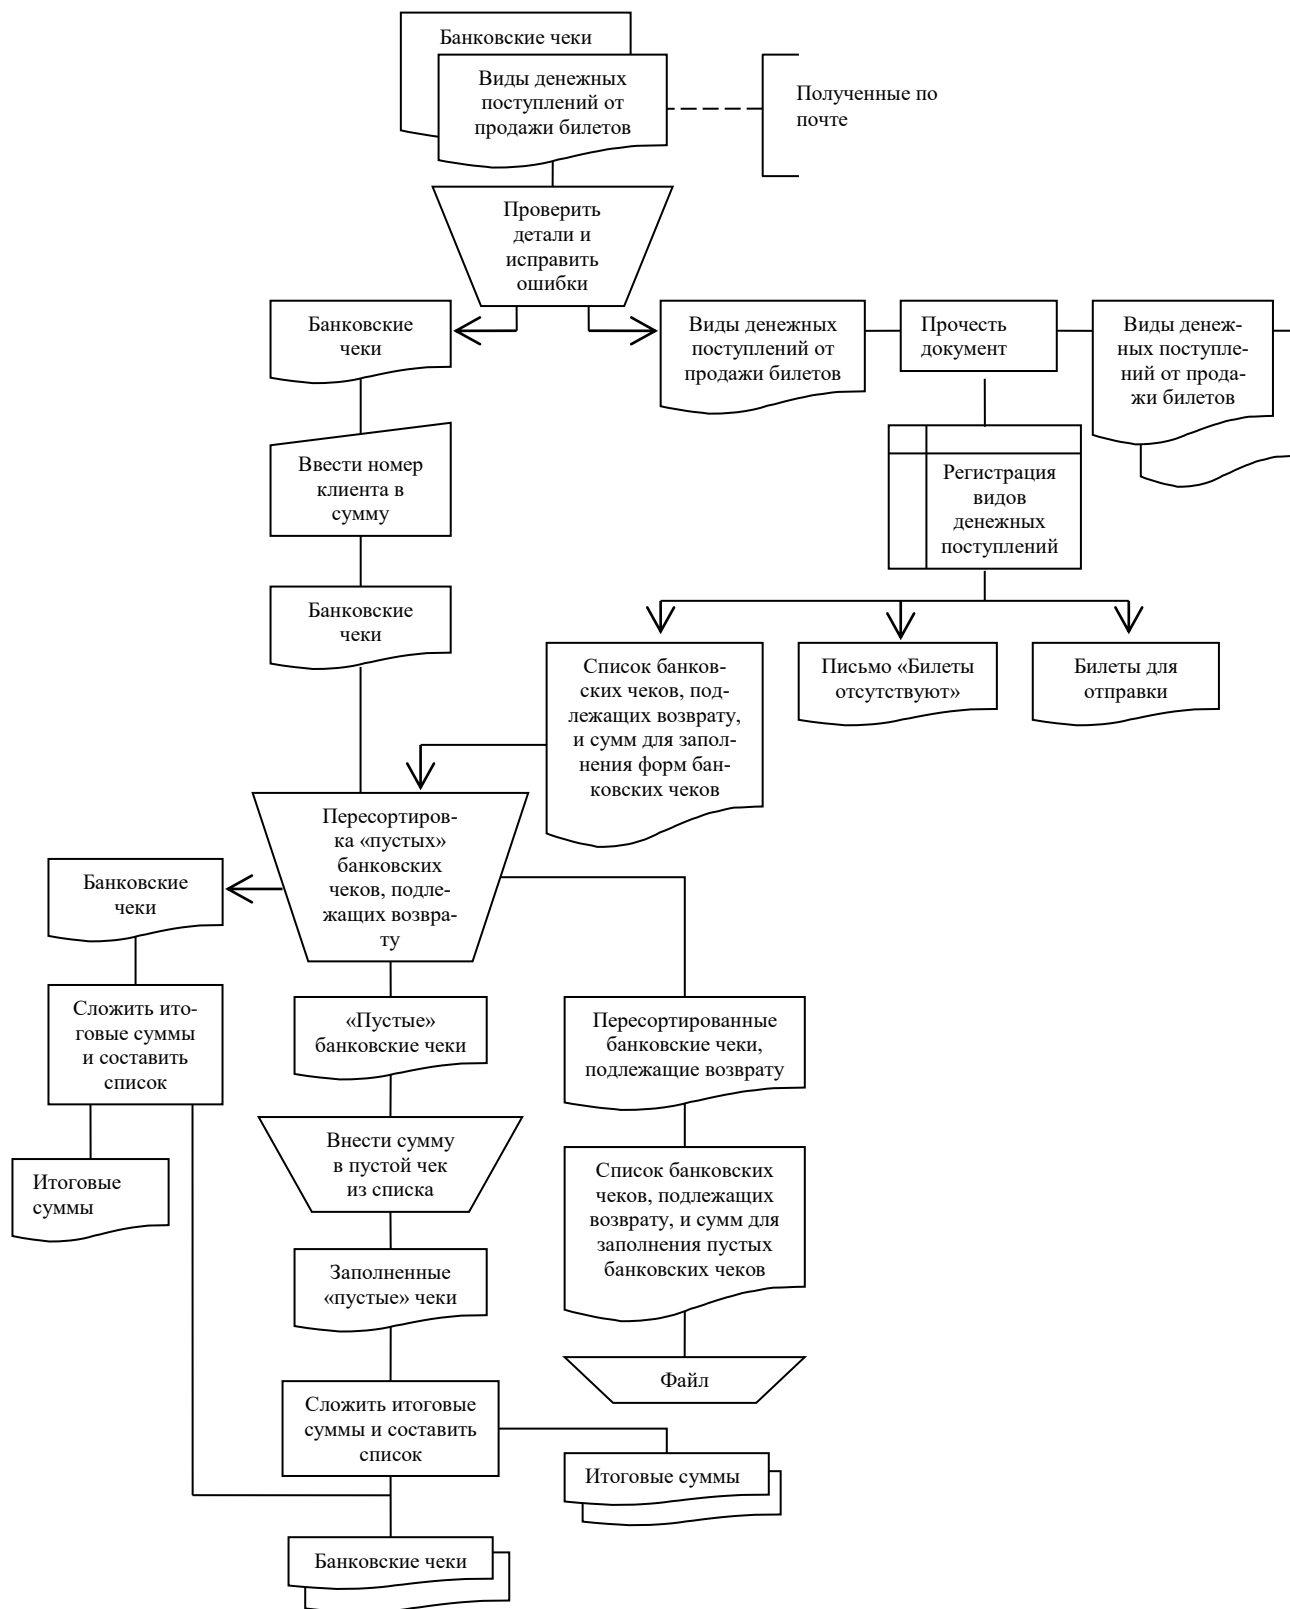 Банковские чеки
Виды денежных
поступлений от
продажи билетов
Полученные по
почте
Проверить
детали и
исправить
ошибки
Банковские
чеки
Виды денежных
поступлений от
продажи билетов
Прочесть
документ
Виды денеж-
ных поступле-
ний от прода-
жи билетов
Ввести номер
клиента в
сумму
Регистрация
видов
денежных
поступлений
Банковские
чеки
Список банков-
ских чеков, под-
лежащих возврату,
и сумм для запол-
нения форм бан-
ковских чеков
Письмо «Билеты
отсутствуют»
Билеты для
отправки
Пересортиров-
ка «пустых»
банковских
чеков, подле-
жащих возвра-
ту
Банковские
чеки
Сложить ито-
говые суммы
и составить
список
«Пустые»
банковские чеки
Пересортированные
банковские чеки,
подлежащие возврату
Итоговые
суммы
Внести сумму
в пустой чек
из списка
Список банковских
чеков, подлежащих
возврату, и сумм для
заполнения пустых
банковских чеков
Заполненные
«пустые» чеки
Файл
Сложить итоговые
суммы и составить
список
Итоговые суммы
Банковские чеки